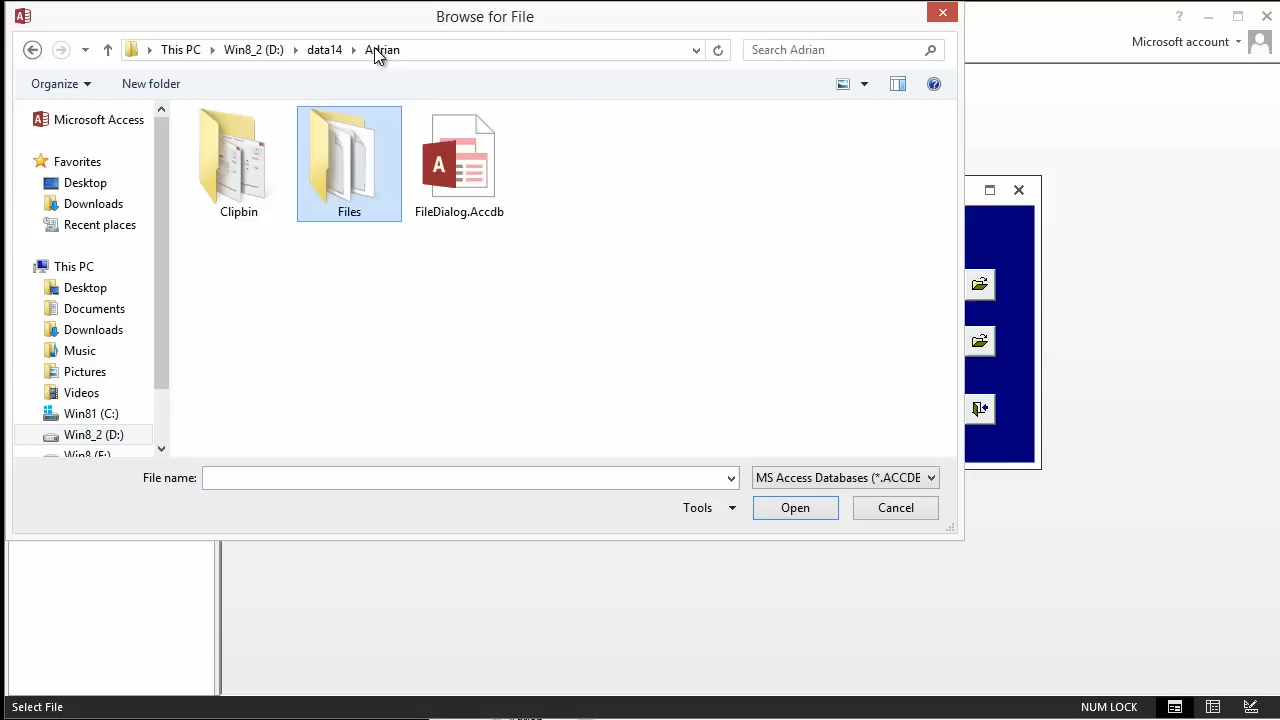 Browse for File
This PC
Win8_2 (D:)
data14
Adrian
Search Adrian
Microsoft account
Organize
New folder
Microsoft Access
Favorites
Desktop
Downloads
Recent places
This PC
Desktop
Documents
Downloads
Music
Pictures
Videos
Win81 (C:)
Win8_2 (D:)
Win8 (E:)
Clipbin
Files
FileDialog.Accdb
File name:
MS Access Databases (*.ACCDE
Tools
Open
Cancel
Select File
NUM LOCK